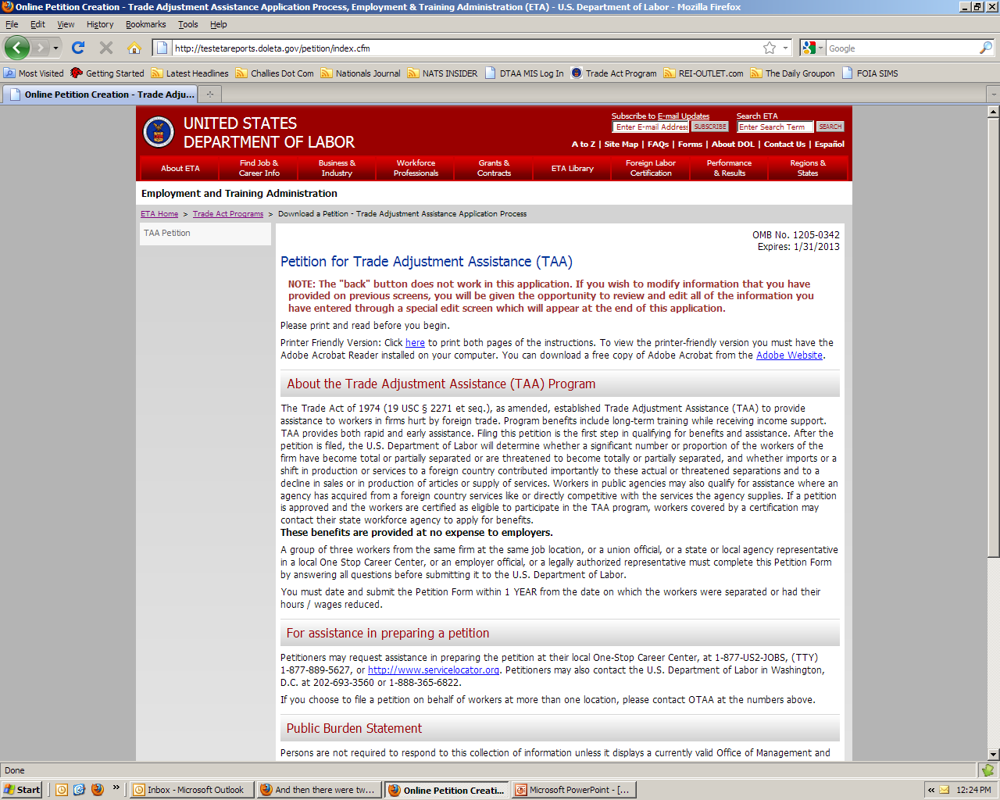 Online Petition Creation - Trade Adjustment Assistance Application Process, Employment & Training Administration (ETA) - U.S. Department of Labor - Mozilla Firefox
File Edit View History Bookmarks Tools Help
http://testetareports.doleta.gov/petition/index.cfm Google
Most Visited Getting Started Latest Headlines Challies Dot Com Nationals Journal NATS INSIDER DTAA MIS Log In Trade Act Program REI-OUTLET.com The Daily Groupon FOIA SIMS
Online Petition Creation - Trade Adju...
UNITED STATES
DEPARTMENT OF LABOR
Subscribe to E-mail Updates
Enter E-mail Address SUBSCRIBE
Search ETA
Enter Search Term SEARCH
A to Z | Site Map | FAQs | Forms | About DOL | Contact Us | Español
About ETA
Find Job &
Career Info
Business &
Industry
Workforce
Professionals
Grants &
Contracts
ETA Library
Foreign Labor
Certification
Performance
& Results
Regions &
States
Employment and Training Administration
ETA Home > Trade Act Programs > Download a Petition - Trade Adjustment Assistance Application Process
TAA Petition
OMB No. 1205-0342
Expires: 1/31/2013
Petition for Trade Adjustment Assistance (TAA)
NOTE: The "back" button does not work in this application. If you wish to modify information that you have
provided on previous screens, you will be given the opportunity to review and edit all of the information you
have entered through a special edit screen which will appear at the end of this application.
Please print and read before you begin.
Printer Friendly Version: Click here to print both pages of the instructions. To view the printer-friendly version you must have the
Adobe Acrobat Reader installed on your computer. You can download a free copy of Adobe Acrobat from the Adobe Website.
About the Trade Adjustment Assistance (TAA) Program
The Trade Act of 1974 (19 USC § 2271 et seq.), as amended, established Trade Adjustment Assistance (TAA) to provide
assistance to workers in firms hurt by foreign trade. Program benefits include long-term training while receiving income support.
TAA provides both rapid and early assistance. Filing this petition is the first step in qualifying for benefits and assistance. After the
petition is filed, the U.S. Department of Labor will determine whether a significant number or proportion of the workers of the
firm have become total or partially separated or are threatened to become totally or partially separated, and whether imports or a
shift in production or services to a foreign country contributed importantly to these actual or threatened separations and to a
decline in sales or in production of articles or supply of services. Workers in public agencies may also qualify for assistance where an
agency has acquired from a foreign country services like or directly competitive with the services the agency supplies. If a petition
is approved and the workers are certified as eligible to participate in the TAA program, workers covered by a certification may
contact their state workforce agency to apply for benefits.
These benefits are provided at no expense to employers.
A group of three workers from the same firm at the same job location, or a union official, or a state or local agency representative
in a local One Stop Career Center, or an employer official, or a legally authorized representative must complete this Petition Form
by answering all questions before submitting it to the U.S. Department of Labor.
You must date and submit the Petition Form within 1 YEAR from the date on which the workers were separated or had their
hours / wages reduced.
For assistance in preparing a petition
Petitioners may request assistance in preparing the petition at their local One-Stop Career Center, at 1-877-US2-JOBS, (TTY)
1-877-889-5627, or http://www.servicelocator.org. Petitioners may also contact the U.S. Department of Labor in Washington,
D.C. at 202-693-3560 or 1-888-365-6822.
If you choose to file a petition on behalf of workers at more than one location, please contact OTAA at the numbers above.
Public Burden Statement
Persons are not required to respond to this collection of information unless it displays a currently valid Office of Management and
Done
Start Inbox - Microsoft Outlook And then there were tw... Online Petition Creati... Microsoft PowerPoint - [... 12:24 PM